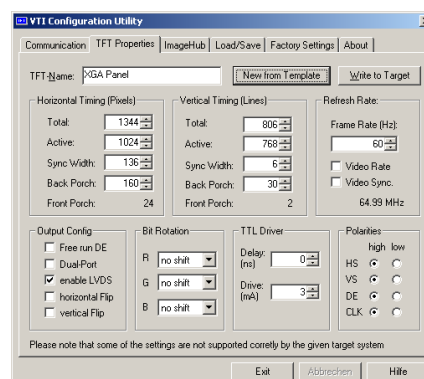 VTI Configuration Utility
Communication TFT Properties ImageHub Load/Save Factory Settings About
TFT-Name: XGA Panel New from Template Write to Target
Horizontal Timing (Pixels) Vertical Timing (Lines) Refresh Rate:
Total: 1344 Total: 806 Frame Rate (Hz):
Active: 1024 Active: 768 60
Sync Width: 136 Sync Width: 6 Video Rate
Back Porch: 160 Back Porch: 30 Video Sync.
Front Porch: 24 Front Porch: 2 64.99 MHz
Output Config Bit Rotation TTL Driver Polarities
Free run DE high low
Dual-Port R no shift Delay: (ns) 0 HS
enable LVDS G no shift VS
horizontal Flip Drive: (mA) 3 DE
vertical Flip B no shift CLK
Please note that some of the settings are not supported corretly by the given target system
Exit Abbrechen Hilfe